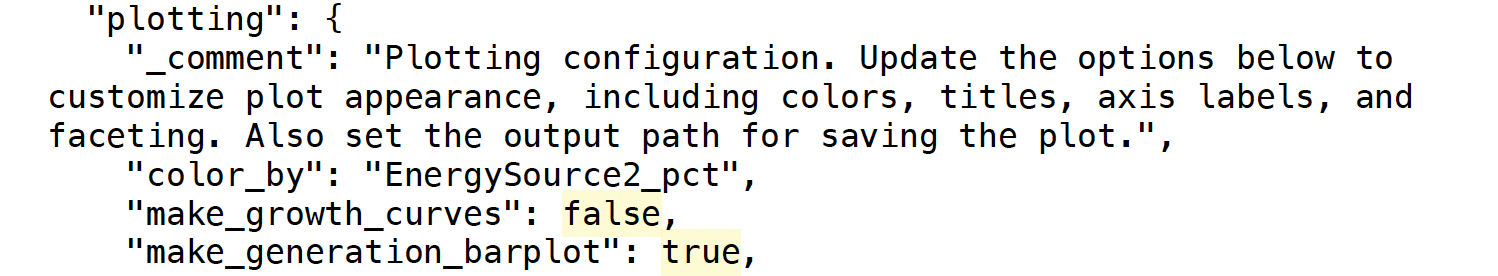 "plotting": {
"_comment": "Plotting configuration. Update the options below to
customize plot appearance, including colors, titles, axis labels, and
faceting. Also set the output path for saving the plot.",
"color_by": "EnergySource2_pct",
"make_growth_curves": false,
"make_generation_barplot": true,